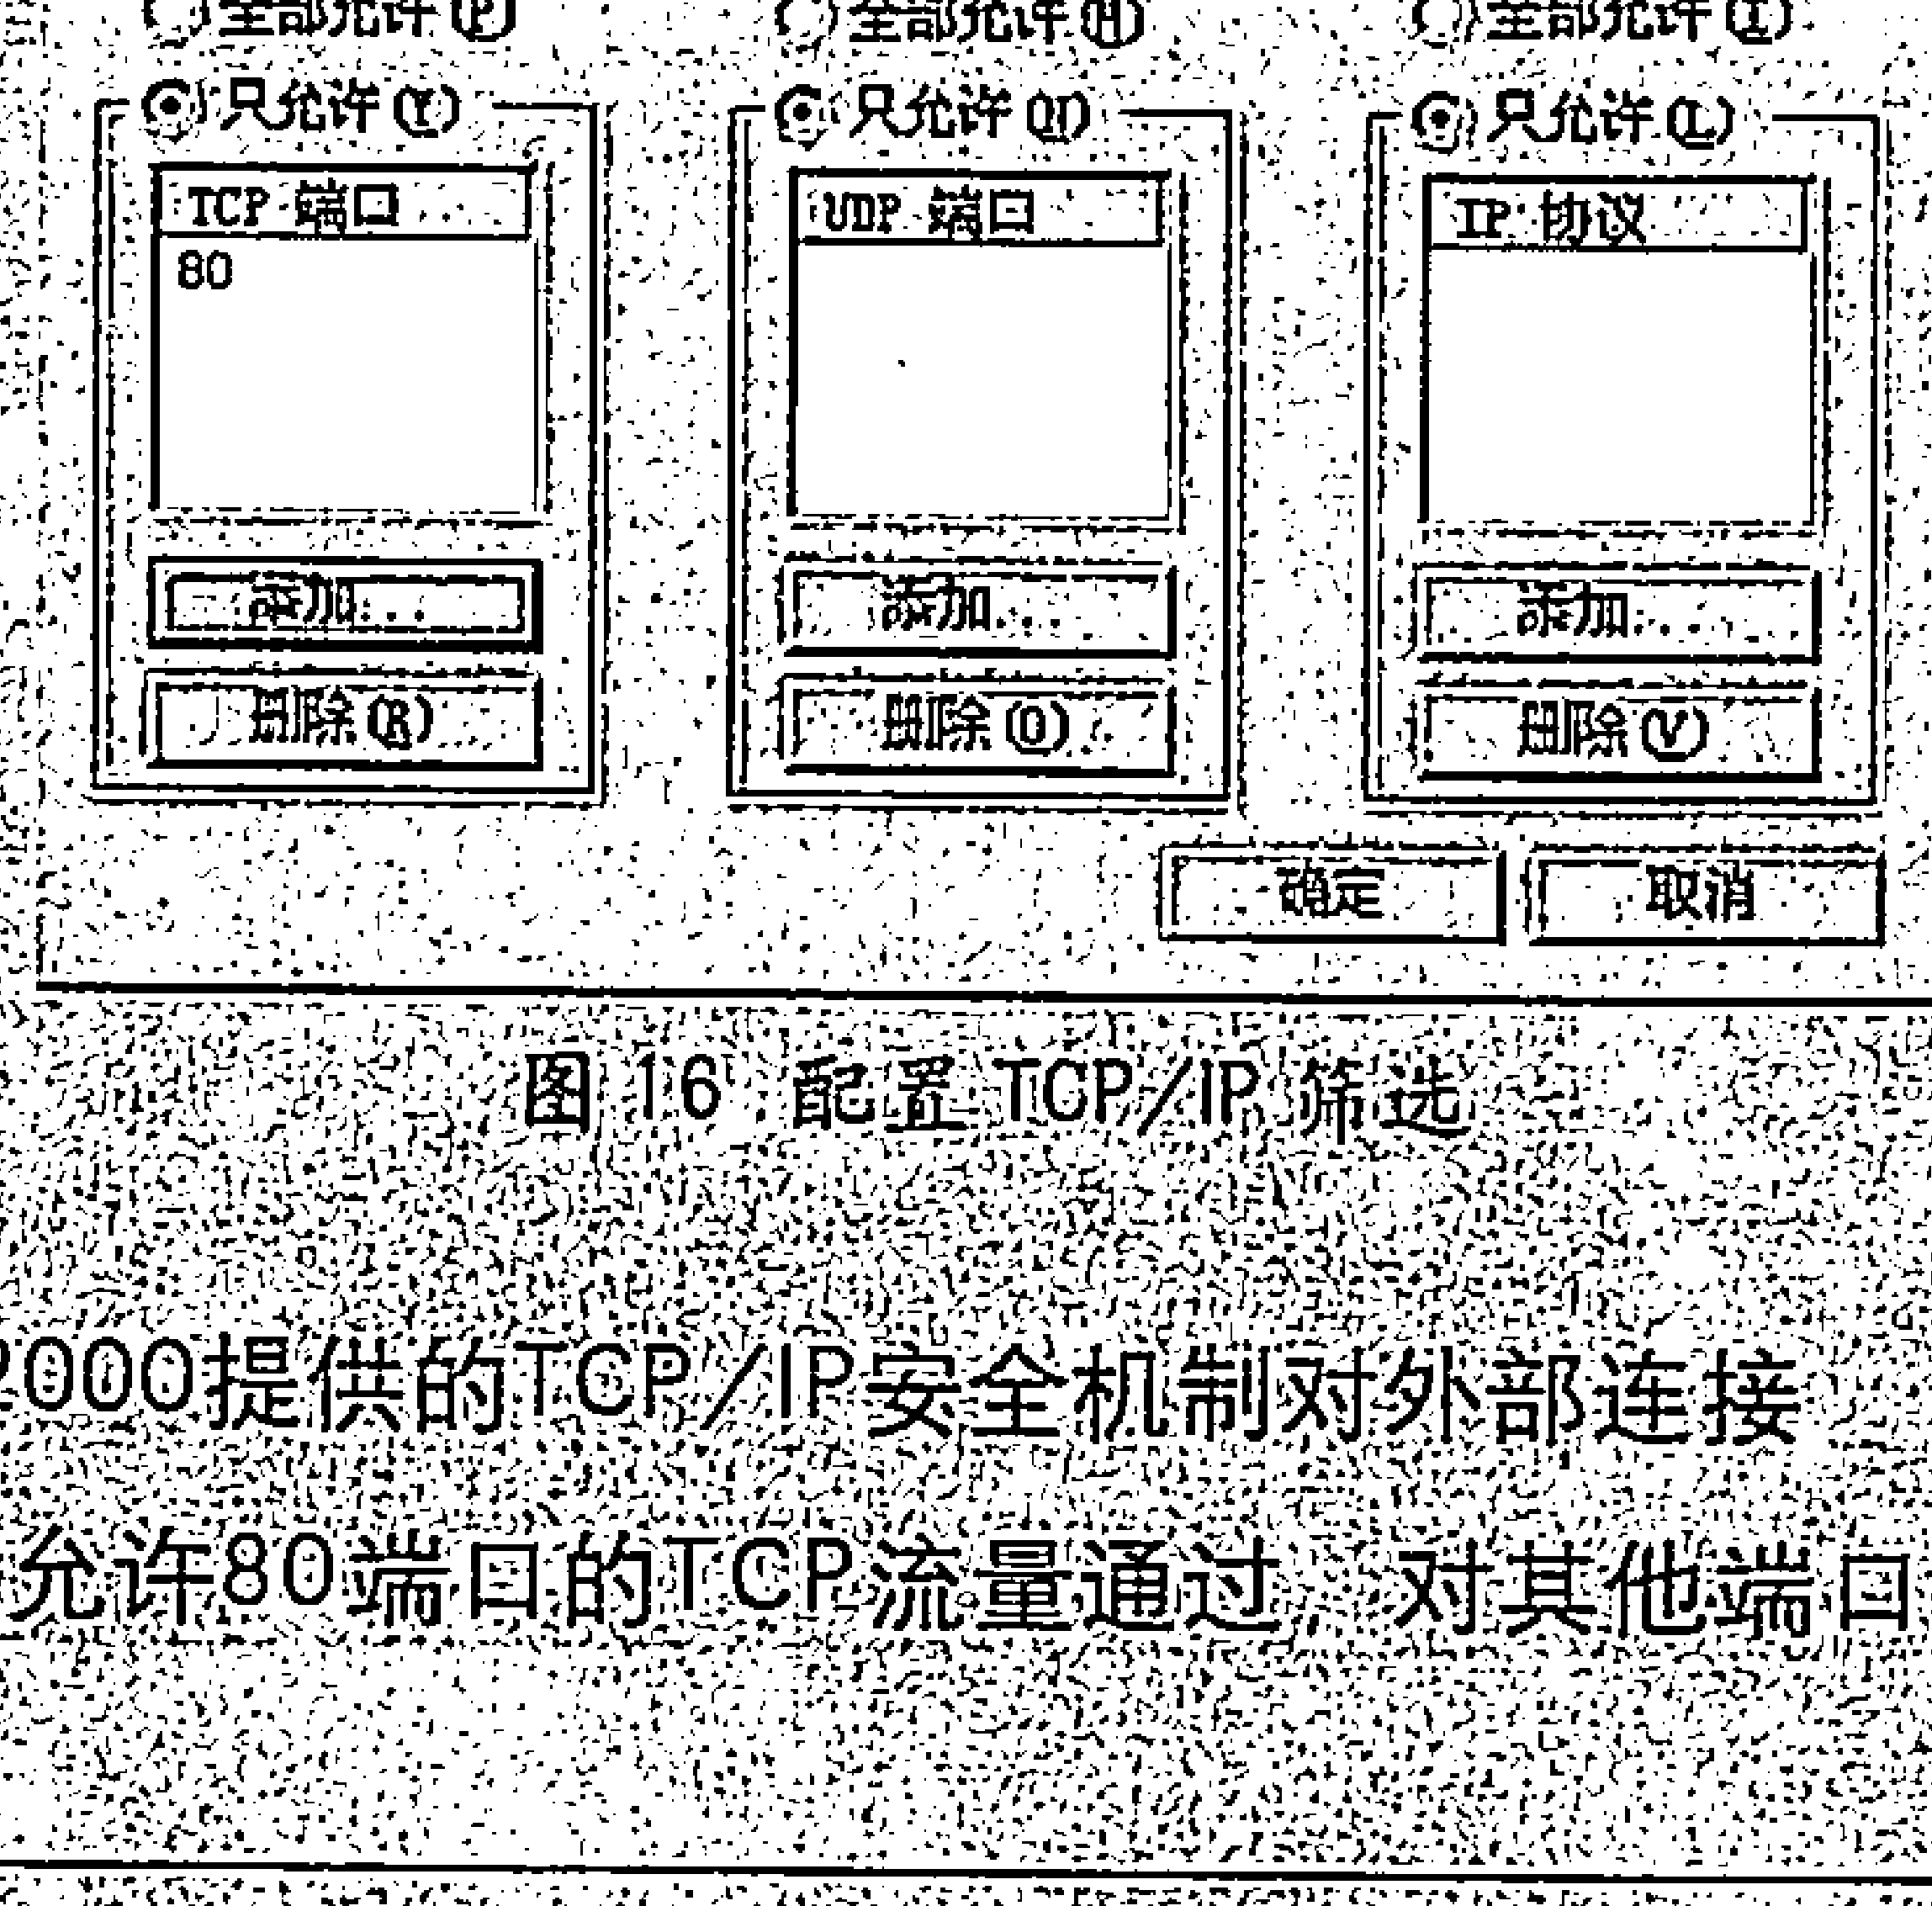 全部允许(P) 全部允许(H) 全部允许(I)
只允许(Y) 只允许(N) 只允许(L)
TCP 端口 UDP 端口 IP 协议
80
添加... 添加... 添加...
删除(R) 删除(O) 删除(V)
确定 取消
图 16 配置 TCP/IP 筛选
2000提供的TCP/IP安全机制对外部连接
允许80端口的TCP流量通过 对其他端口